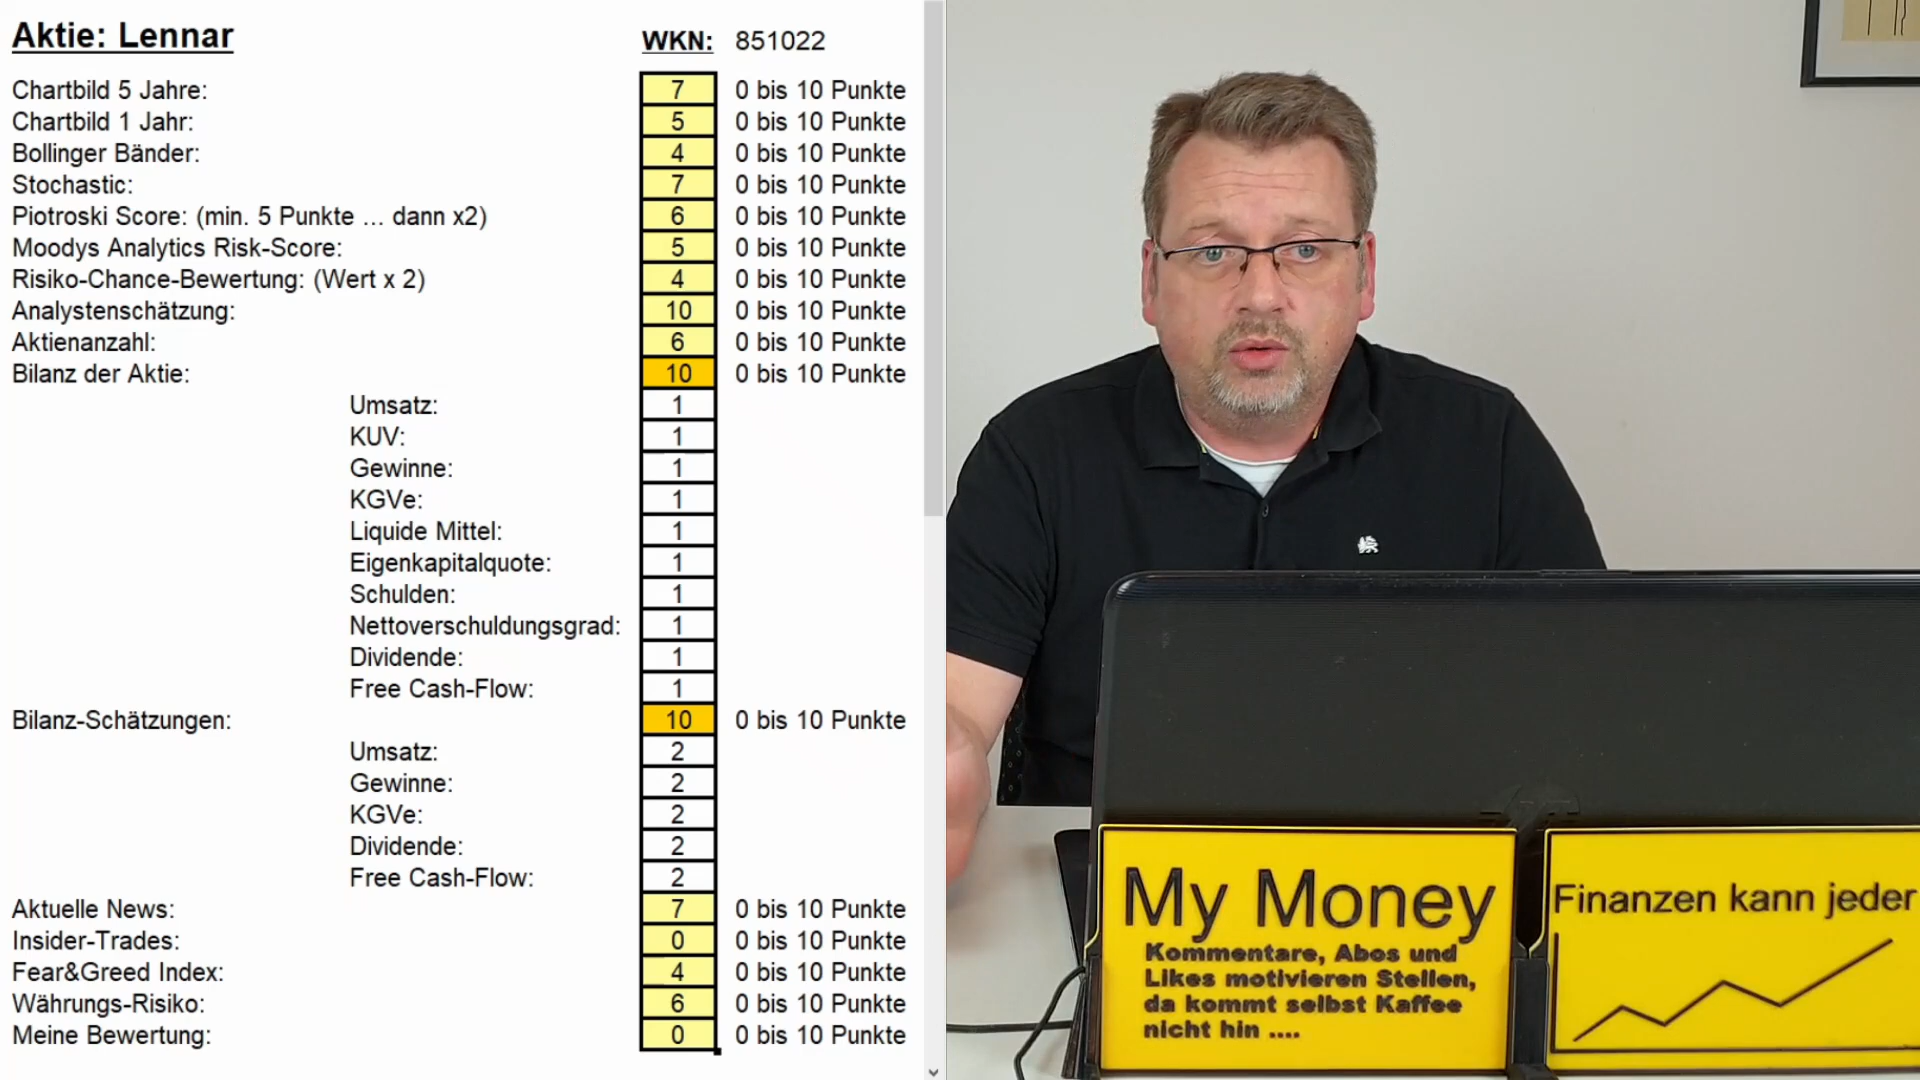 Aktie: Lennar WKN: 851022
Chartbild 5 Jahre: 7 0 bis 10 Punkte
Chartbild 1 Jahr: 5 0 bis 10 Punkte
Bollinger Bänder: 4 0 bis 10 Punkte
Stochastic: 7 0 bis 10 Punkte
Piotroski Score: (min. 5 Punkte ... dann x2) 6 0 bis 10 Punkte
Moodys Analytics Risk-Score: 5 0 bis 10 Punkte
Risiko-Chance-Bewertung: (Wert x 2) 4 0 bis 10 Punkte
Analystenschätzung: 10 0 bis 10 Punkte
Aktienanzahl: 6 0 bis 10 Punkte
Bilanz der Aktie: 10 0 bis 10 Punkte
Umsatz: 1
KUV: 1
Gewinne: 1
KGVe: 1
Liquide Mittel: 1
Eigenkapitalquote: 1
Schulden: 1
Nettoverschuldungsgrad: 1
Dividende: 1
Free Cash-Flow: 1
Bilanz-Schätzungen: 10 0 bis 10 Punkte
Umsatz: 2
Gewinne: 2
KGVe: 2
Dividende: 2
Free Cash-Flow: 2
Aktuelle News: 7 0 bis 10 Punkte
Insider-Trades: 0 0 bis 10 Punkte
Fear&Greed Index: 4 0 bis 10 Punkte
Währungs-Risiko: 6 0 bis 10 Punkte
Meine Bewertung: 0 0 bis 10 Punkte
My Money
Kommentare, Abos und
Likes motivieren Stellen,
da kommt selbst Kaffee
nicht hin ....
Finanzen kann jeder